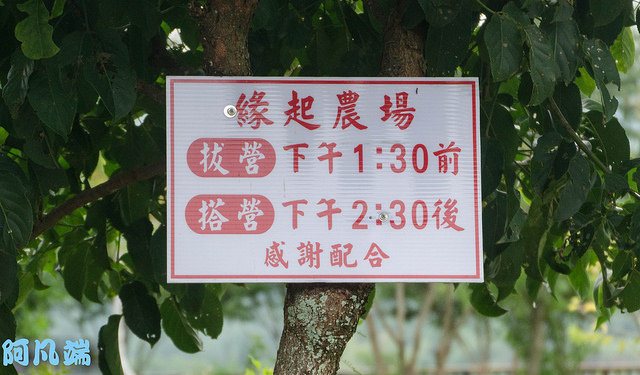 緣起農場
拔營 下午1:30前
搭營 下午2:30後
感謝配合
阿凡端